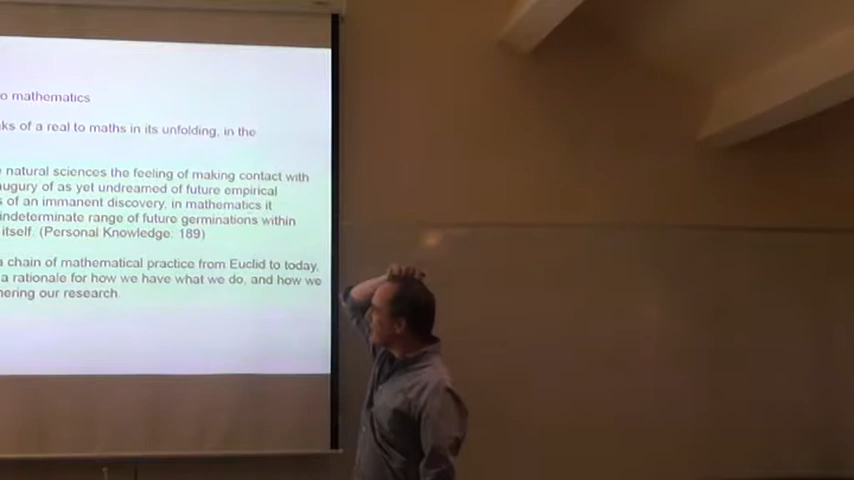 o mathematics
ks of a real to maths in its unfolding, in the
natural sciences the feeling of making contact with
augury of as yet undreamed of future empirical
s of an immanent discovery, in mathematics it
indeterminate range of future germinations within
itself. (Personal Knowledge: 189)
a chain of mathematical practice from Euclid to today,
a rationale for how we have what we do, and how we
hering our research.